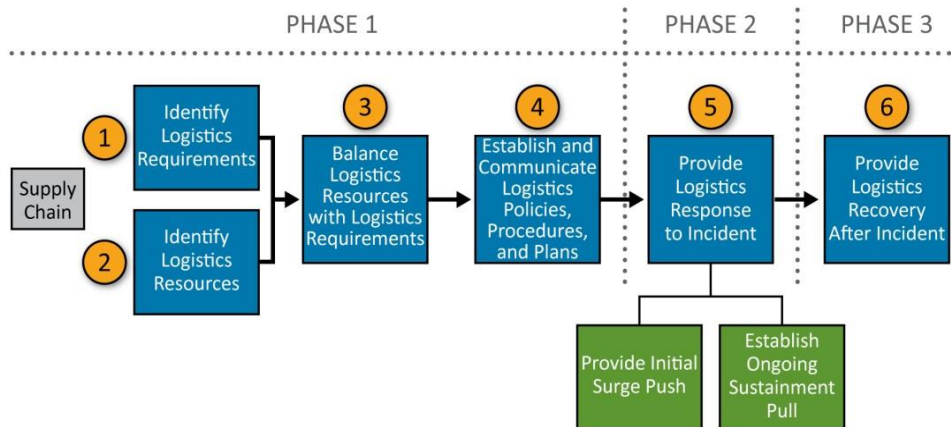 PHASE 1
PHASE 2
PHASE 3
Supply
Chain
1
Identify
Logistics
Requirements
2
Identify
Logistics
Resources
3
Balance
Logistics
Resources
with Logistics
Requirements
4
Establish and
Communicate
Logistics
Policies,
Procedures,
and Plans
5
Provide
Logistics
Response
to Incident
6
Provide
Logistics
Recovery
After Incident
Provide Initial
Surge Push
Establish
Ongoing
Sustainment
Pull